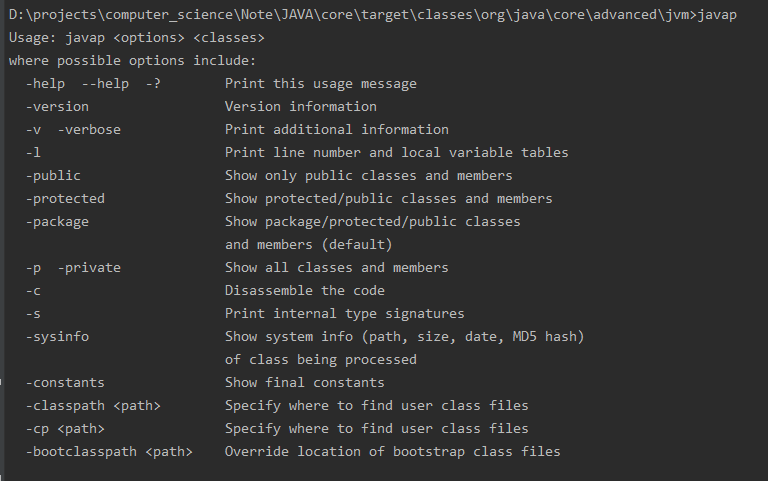 D:\projects\computer_science\Note\JAVA\core\target\classes\org\java\core\advanced\jvm>javap
Usage: javap <options> <classes>
where possible options include:
  -help  --help  -?        Print this usage message
  -version                 Version information
  -v  -verbose             Print additional information
  -l                       Print line number and local variable tables
  -public                  Show only public classes and members
  -protected               Show protected/public classes and members
  -package                 Show package/protected/public classes
                           and members (default)
  -p  -private             Show all classes and members
  -c                       Disassemble the code
  -s                       Print internal type signatures
  -sysinfo                 Show system info (path, size, date, MD5 hash)
                           of class being processed
  -constants               Show final constants
  -classpath <path>        Specify where to find user class files
  -cp <path>               Specify where to find user class files
  -bootclasspath <path>    Override location of bootstrap class files